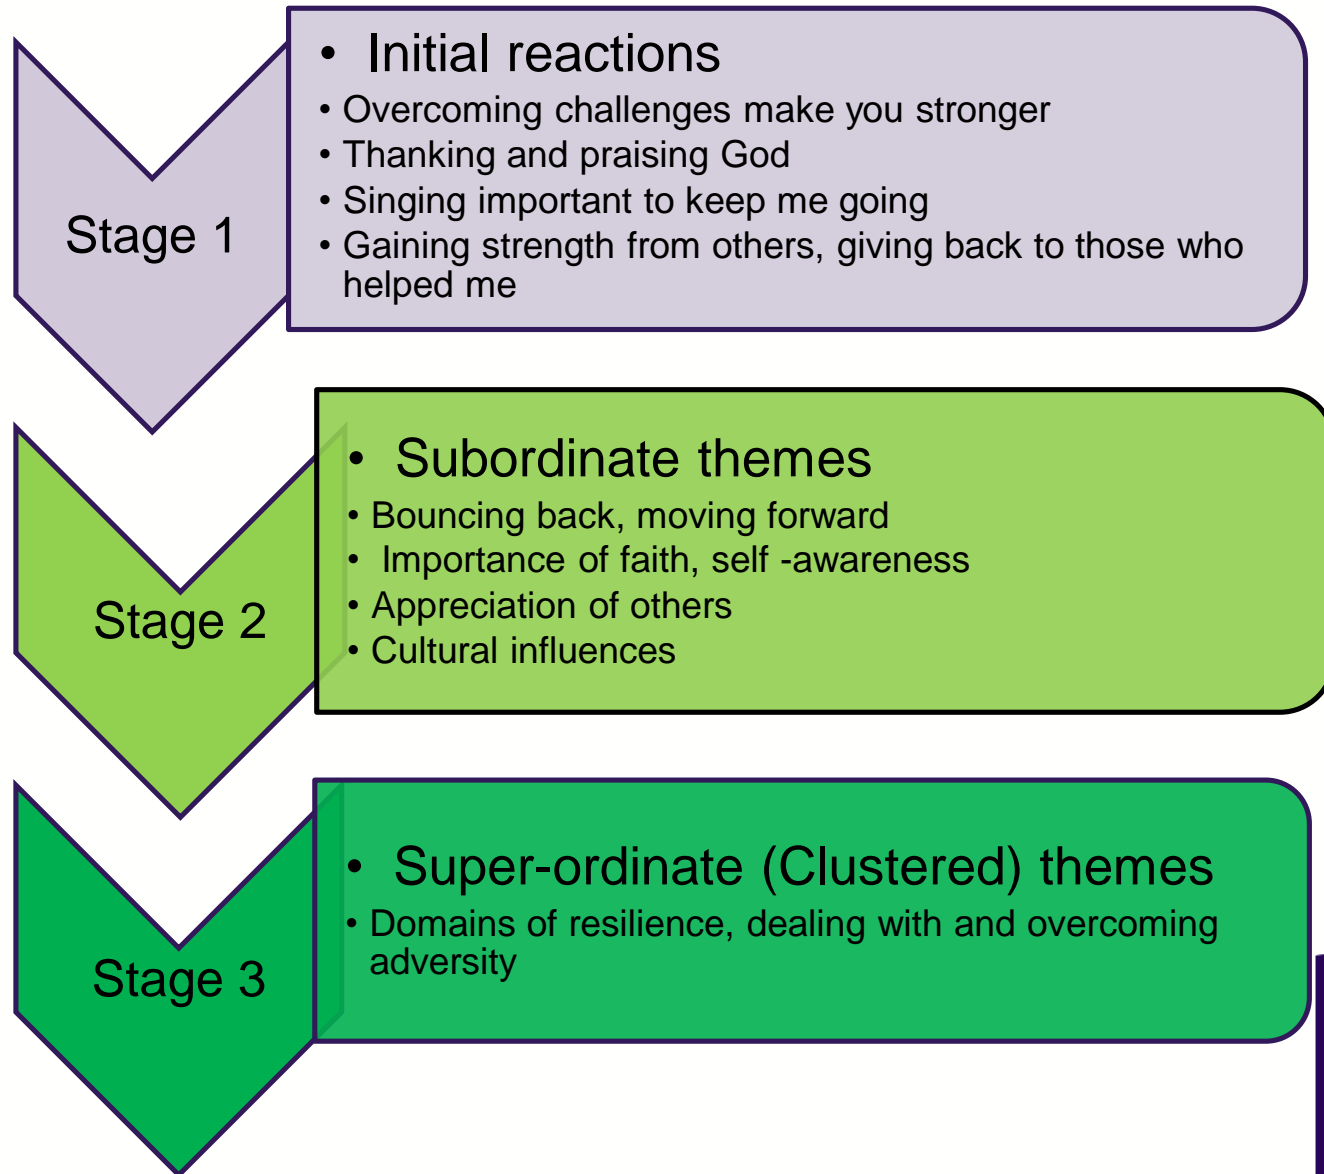 Stage 1
• Initial reactions
• Overcoming challenges make you stronger
• Thanking and praising God
• Singing important to keep me going
• Gaining strength from others, giving back to those who
helped me
Stage 2
• Subordinate themes
• Bouncing back, moving forward
• Importance of faith, self -awareness
• Appreciation of others
• Cultural influences
Stage 3
• Super-ordinate (Clustered) themes
• Domains of resilience, dealing with and overcoming
adversity